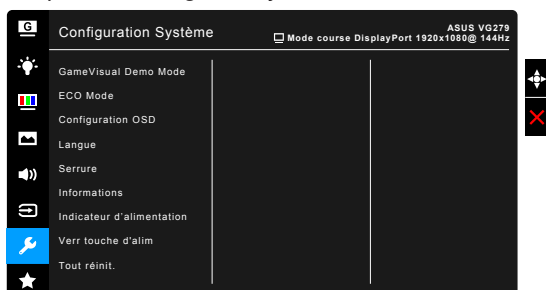 G
Configuration Système
ASUS VG279
Mode course DisplayPort 1920x1080@ 144Hz
GameVisual Demo Mode
ECO Mode
Configuration OSD
Langue
Serrure
Informations
Indicateur d'alimentation
Verr touche d'alim
Tout réinit.